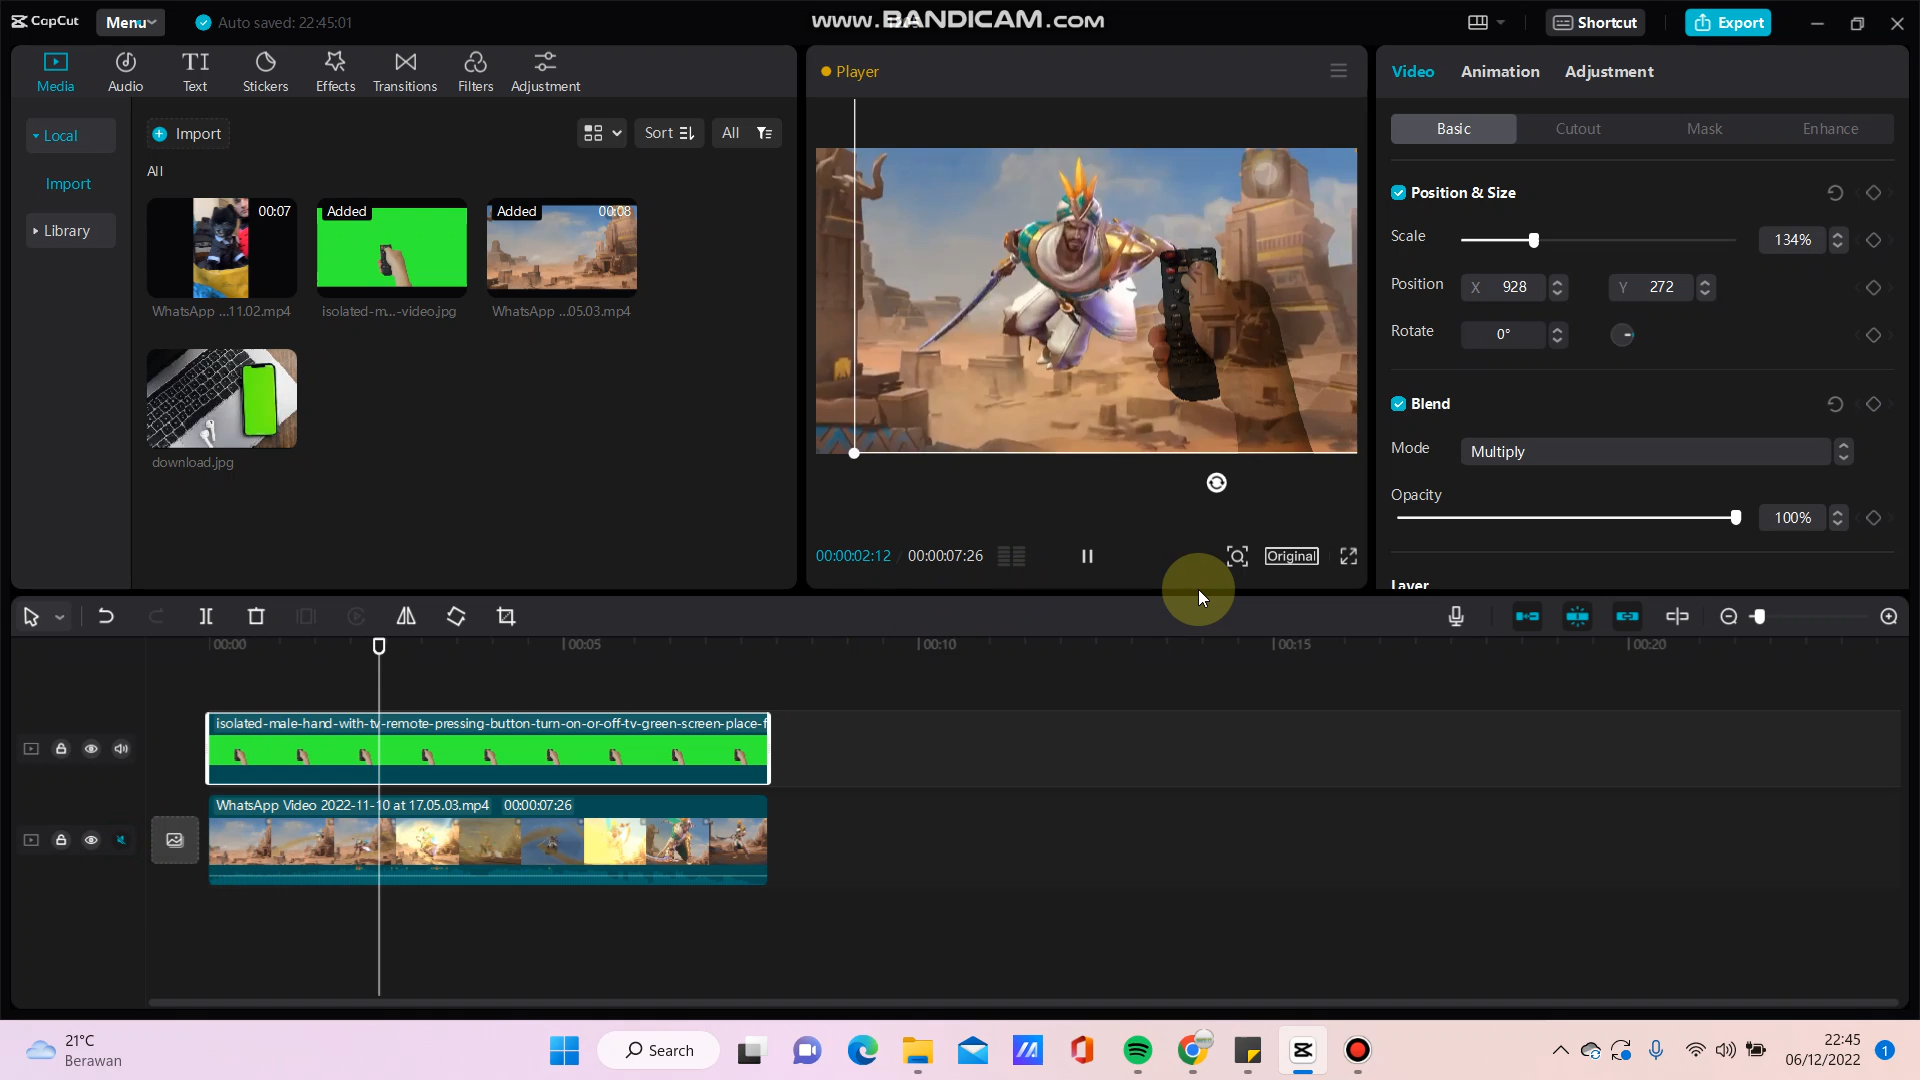 CapCut
Menu
Auto saved: 22:45:01
www.BANDICAM.com
Shortcut
Export
Media
Audio
Text
Stickers
Effects
Transitions
Filters
Adjustment
Local
Import
Library
Import
Sort
All
All
00:07
WhatsApp ...11.02.mp4
Added
isolated-m...-video.jpg
Added
00:08
WhatsApp ...05.03.mp4
download.jpg
Player
00:00:02:12 / 00:00:07:26
Original
Video
Animation
Adjustment
Basic
Cutout
Mask
Enhance
Position & Size
Scale
134%
Position
X 928
Y 272
Rotate
0°
Blend
Mode
Multiply
Opacity
100%
Layer
00:00
00:05
00:10
00:15
00:20
isolated-male-hand-with-tv-remote-pressing-button-turn-on-or-off-tv-green-screen-place-f
WhatsApp Video 2022-11-10 at 17.05.03.mp4 00:00:07:26
21°C
Berawan
Search
22:45
06/12/2022
1